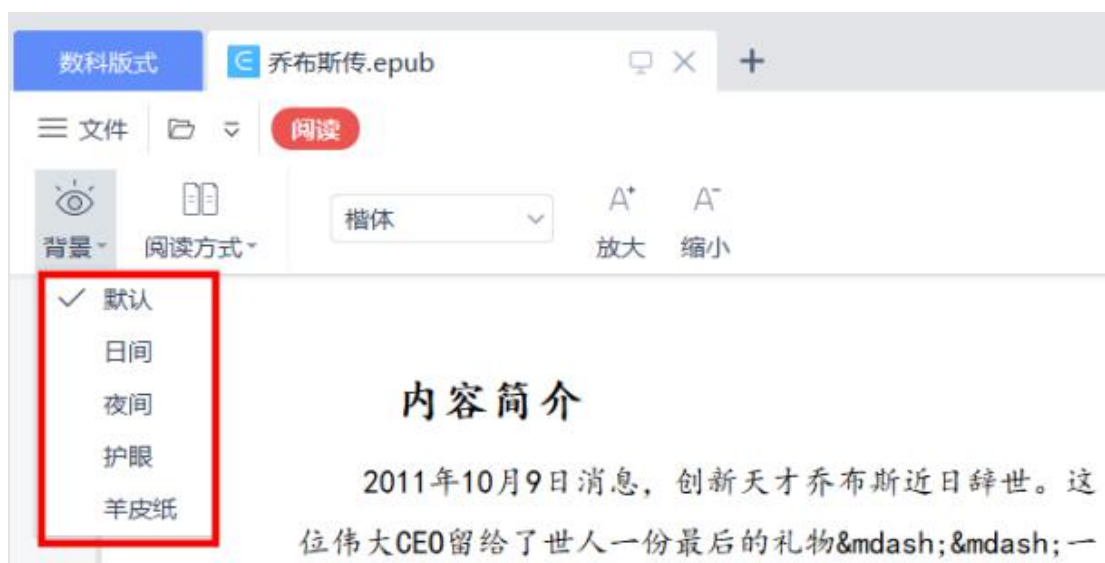 数科版式 乔布斯传.epub
文件 阅读
背景 阅读方式 楷体 A+ 放大 A- 缩小
默认
日间
夜间
护眼
羊皮纸
内容简介
2011年10月9日消息，创新天才乔布斯近日辞世。这
位伟大CEO留给了世人一份最后的礼物&mdash;&mdash;一